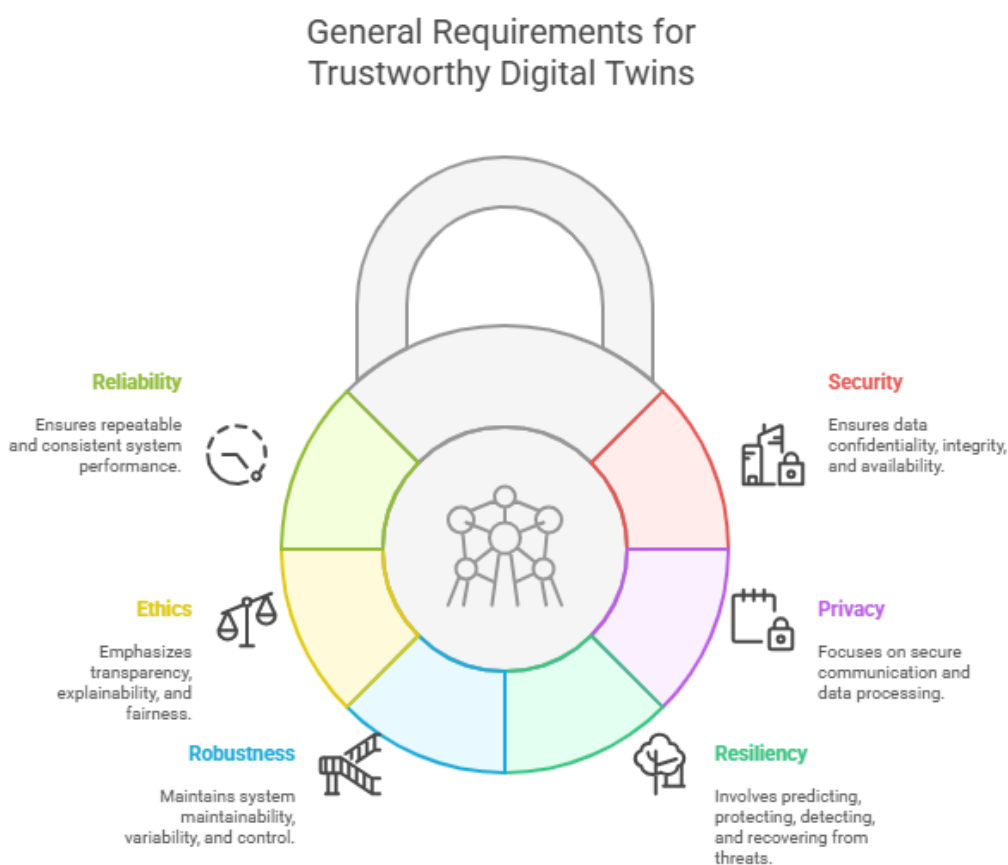 General Requirements for
Trustworthy Digital Twins
Reliability
Ensures repeatable
and consistent system
performance.
Security
Ensures data
confidentiality, integrity,
and availability.
Ethics
Emphasizes
transparency,
explainability, and
fairness.
Privacy
Focuses on secure
communication and
data processing.
Robustness
Maintains system
maintainability,
variability, and control.
Resiliency
Involves predicting,
protecting, detecting,
and recovering from
threats.